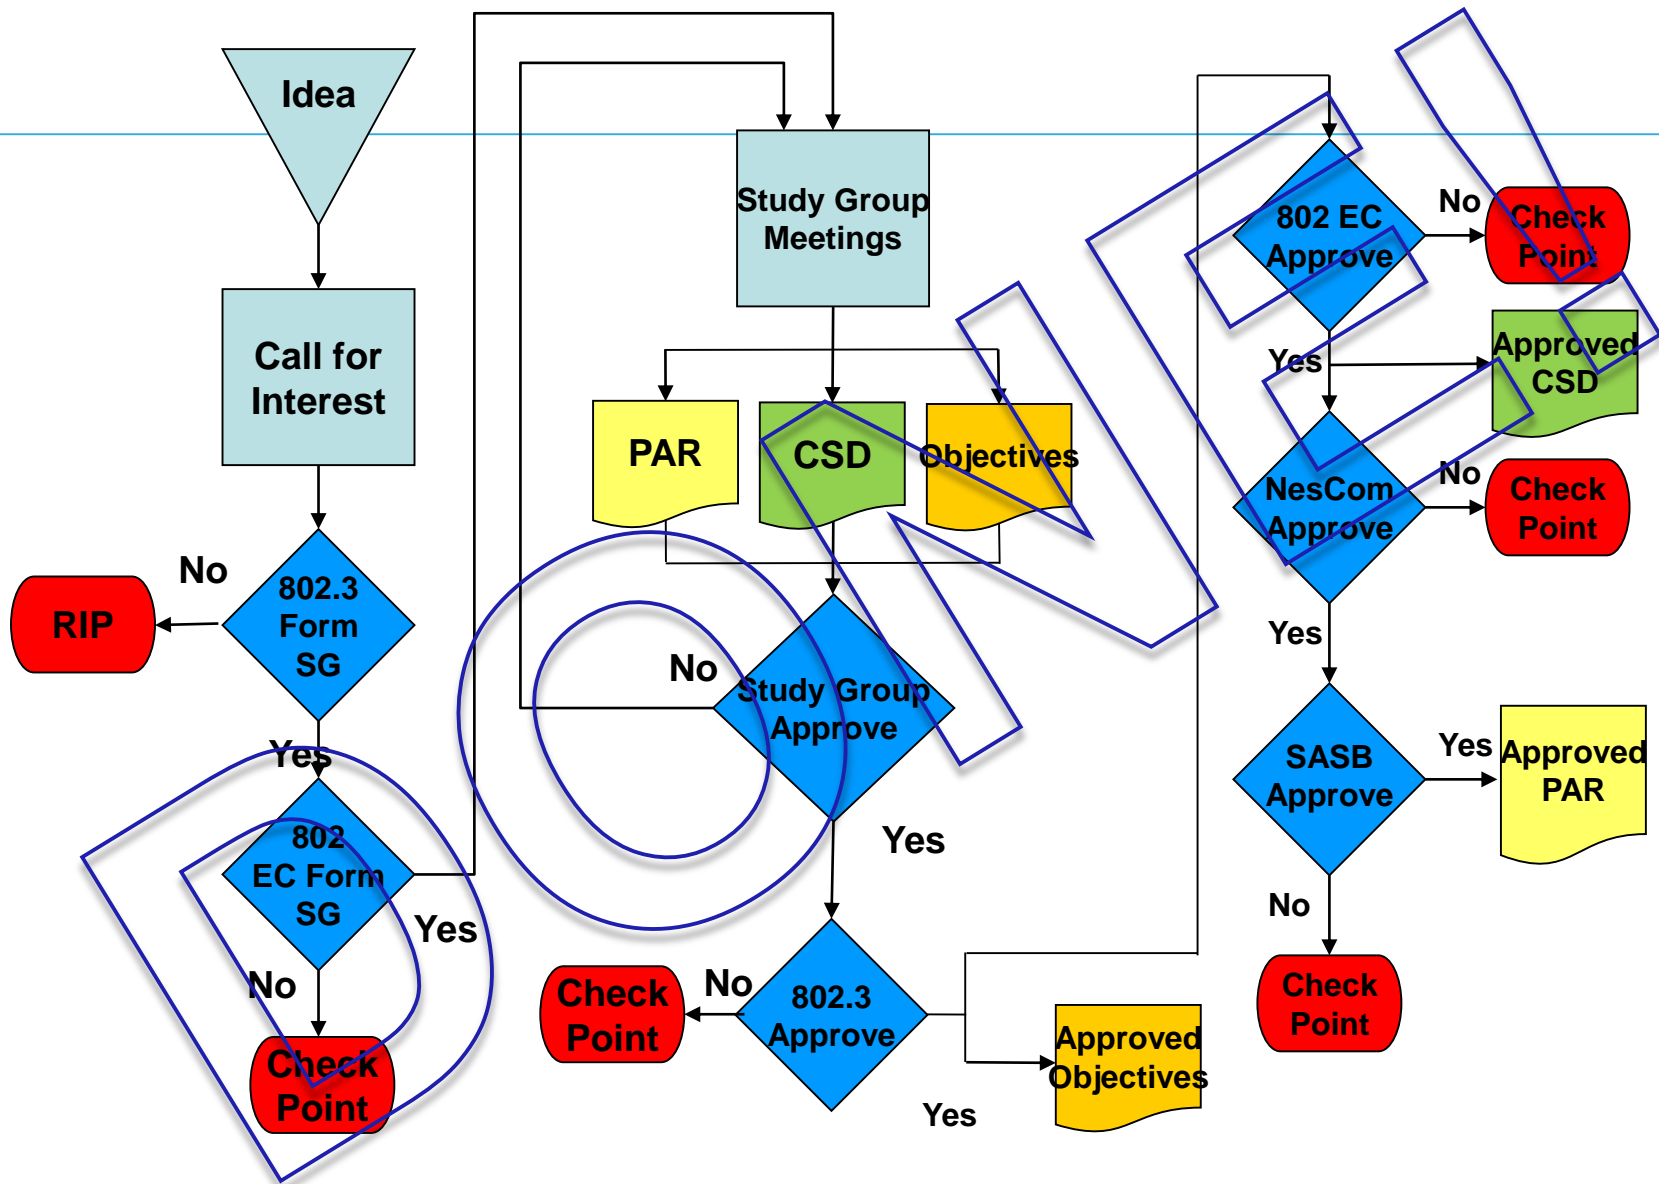 Idea
Call for
Interest
No
802.3
Form
SG
RIP
Yes
802
EC Form
SG
Yes
No
Check
Point
Study Group
Meetings
PAR
CSD
Objectives
No
Study Group
Approve
Yes
802.3
Approve
No
Check
Point
Yes
Approved
Objectives
802 EC
Approve
No
Check
Point
Yes
Approved
CSD
NesCom
Approve
No
Check
Point
Yes
SASB
Approve
Yes
Approved
PAR
No
Check
Point
DONE!